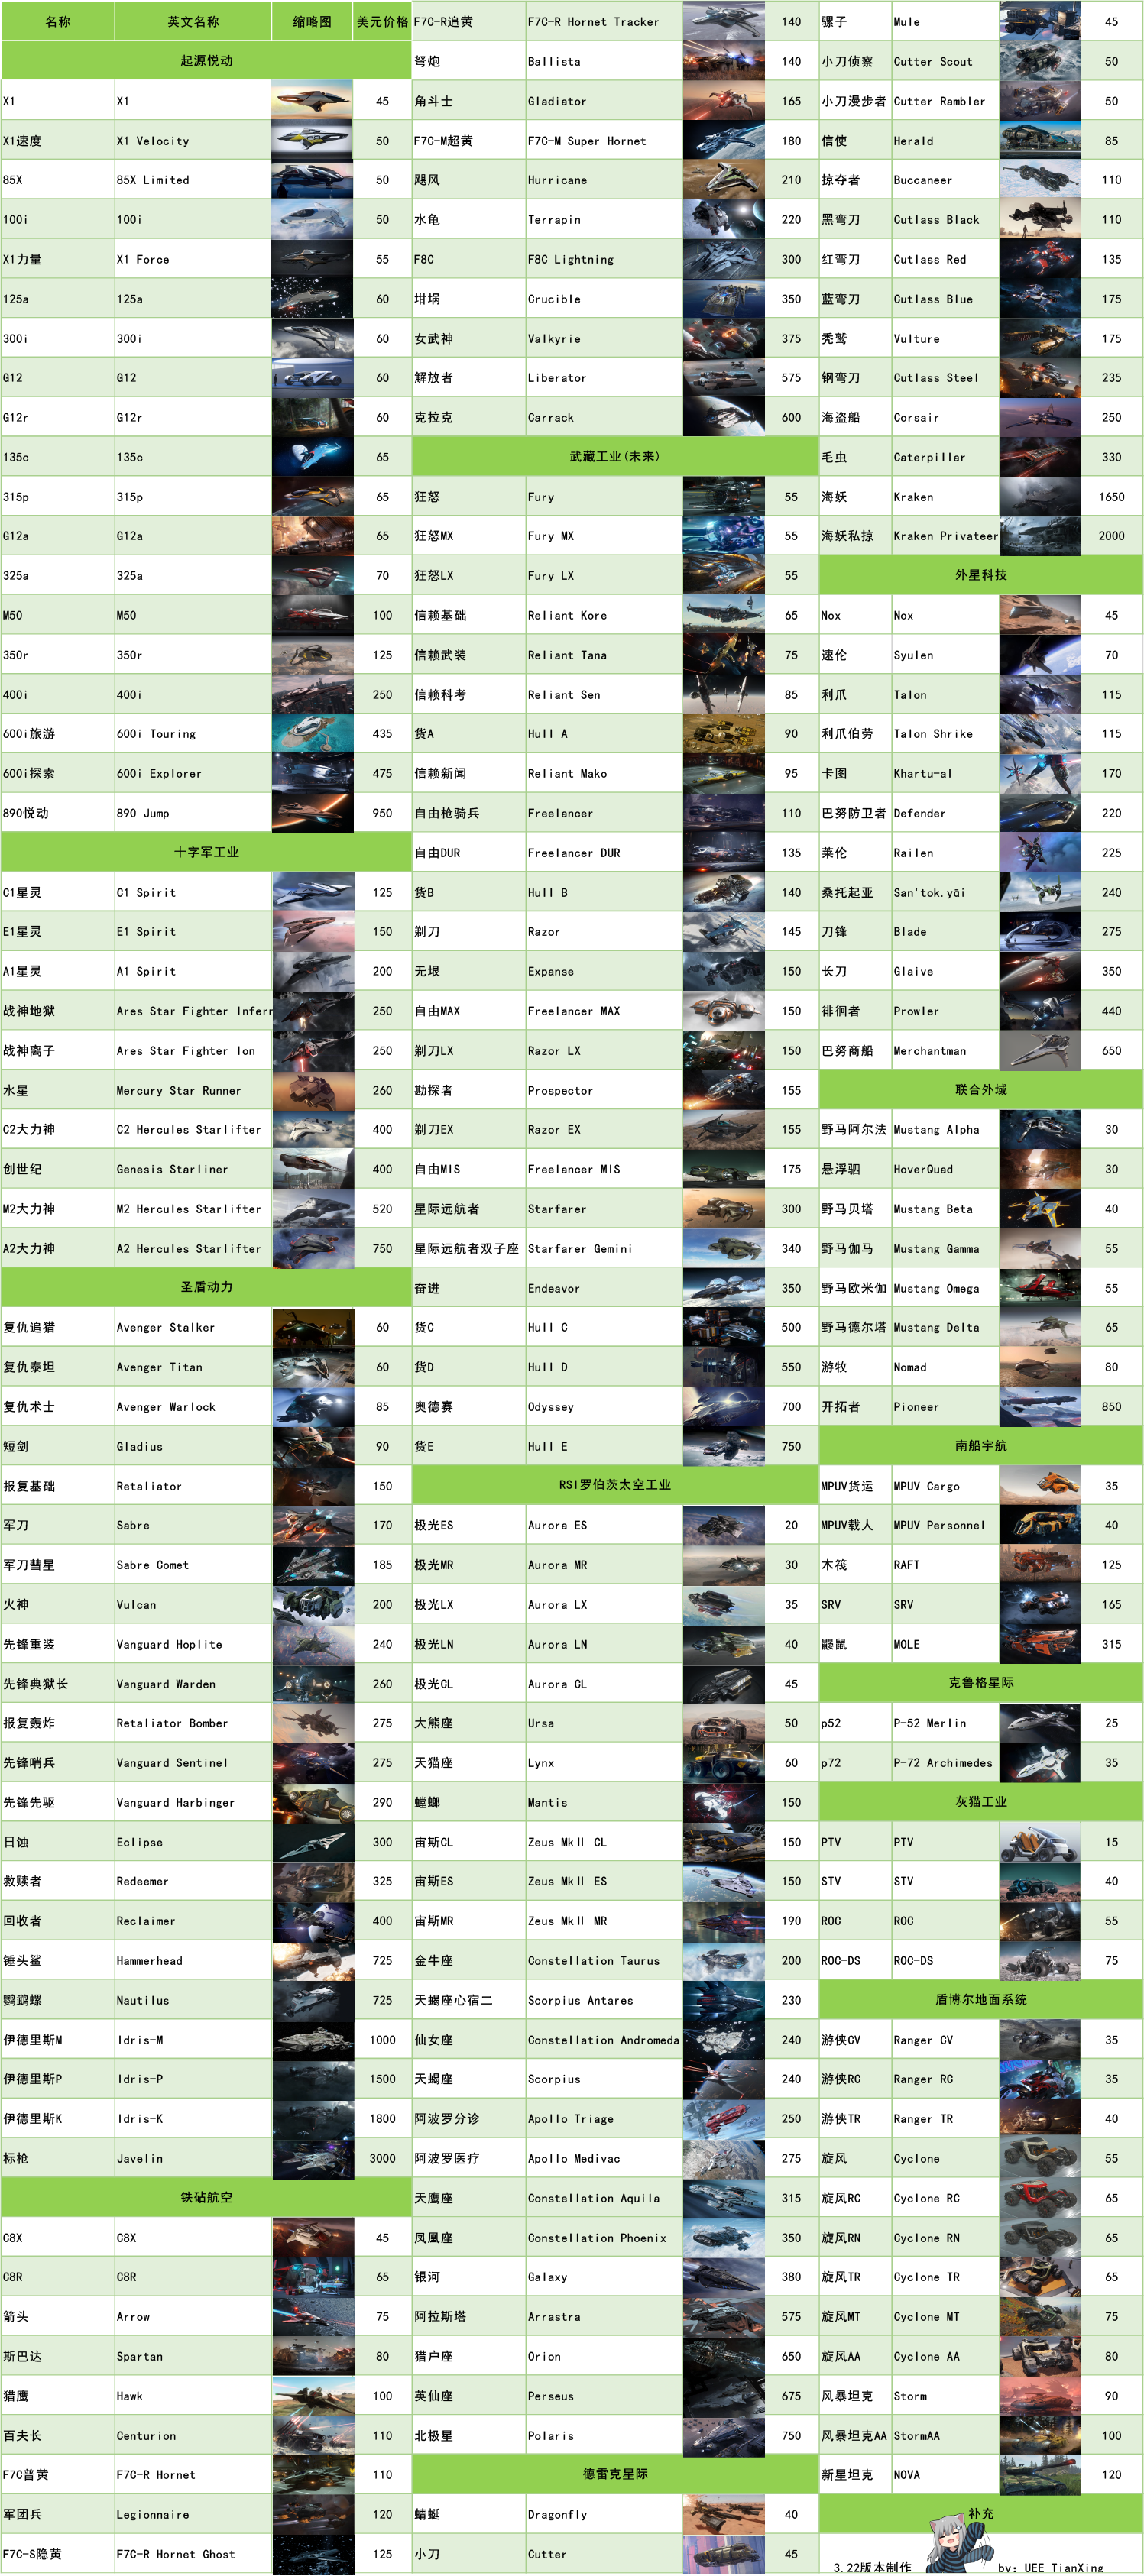 名称 英文名称 缩略图 美元价格
起源悦动
X1 X1 45
X1速度 X1 Velocity 50
85X 85X Limited 50
100i 100i 50
X1力量 X1 Force 55
125a 125a 60
300i 300i 60
G12 G12 60
G12r G12r 60
135c 135c 65
315p 315p 65
G12a G12a 65
325a 325a 70
M50 M50 100
350r 350r 125
400i 400i 250
600i旅游 600i Touring 435
600i探索 600i Explorer 475
890悦动 890 Jump 950
十字军工业
C1星灵 C1 Spirit 125
E1星灵 E1 Spirit 150
A1星灵 A1 Spirit 200
战神地狱 Ares Star Fighter Inferr 250
战神离子 Ares Star Fighter Ion 250
水星 Mercury Star Runner 260
C2大力神 C2 Hercules Starlifter 400
创世纪 Genesis Starliner 400
M2大力神 M2 Hercules Starlifter 520
A2大力神 A2 Hercules Starlifter 750
圣盾动力
复仇追猎 Avenger Stalker 60
复仇泰坦 Avenger Titan 60
复仇术士 Avenger Warlock 85
短剑 Gladius 90
报复基础 Retaliator 150
军刀 Sabre 170
军刀彗星 Sabre Comet 185
火神 Vulcan 200
先锋重装 Vanguard Hoplite 240
先锋典狱长 Vanguard Warden 260
报复轰炸 Retaliator Bomber 275
先锋哨兵 Vanguard Sentinel 275
先锋先驱 Vanguard Harbinger 290
日蚀 Eclipse 300
救赎者 Redeemer 325
回收者 Reclaimer 400
锤头鲨 Hammerhead 725
鹦鹉螺 Nautilus 725
伊德里斯M Idris-M 1000
伊德里斯P Idris-P 1500
伊德里斯K Idris-K 1800
标枪 Javelin 3000
铁砧航空
C8X C8X 45
C8R C8R 65
箭头 Arrow 75
斯巴达 Spartan 80
猎鹰 Hawk 100
百夫长 Centurion 110
F7C普黄 F7C-R Hornet 110
军团兵 Legionnaire 120
F7C-S隐黄 F7C-R Hornet Ghost 125
F7C-R追黄 F7C-R Hornet Tracker 140
弩炮 Ballista 140
角斗士 Gladiator 165
F7C-M超黄 F7C-M Super Hornet 180
飓风 Hurricane 210
水龟 Terrapin 220
F8C F8C Lightning 300
坩埚 Crucible 350
女武神 Valkyrie 375
解放者 Liberator 575
克拉克 Carrack 600
武藏工业(未来)
狂怒 Fury 55
狂怒MX Fury MX 55
狂怒LX Fury LX 55
信赖基础 Reliant Kore 65
信赖武装 Reliant Tana 75
信赖科考 Reliant Sen 85
货A Hull A 90
信赖新闻 Reliant Mako 95
自由枪骑兵 Freelancer 110
自由DUR Freelancer DUR 135
货B Hull B 140
剃刀 Razor 145
无垠 Expanse 150
自由MAX Freelancer MAX 150
剃刀LX Razor LX 150
勘探者 Prospector 155
剃刀EX Razor EX 155
自由MIS Freelancer MIS 175
星际远航者 Starfarer 300
星际远航者双子座 Starfarer Gemini 340
奋进 Endeavor 350
货C Hull C 500
货D Hull D 550
奥德赛 Odyssey 700
货E Hull E 750
RSI罗伯茨太空工业
极光ES Aurora ES 20
极光MR Aurora MR 30
极光LX Aurora LX 35
极光LN Aurora LN 40
极光CL Aurora CL 45
大熊座 Ursa 50
天猫座 Lynx 60
螳螂 Mantis 150
宙斯CL Zeus MkⅡ CL 150
宙斯ES Zeus MkⅡ ES 150
宙斯MR Zeus MkⅡ MR 190
金牛座 Constellation Taurus 200
天蝎座心宿二 Scorpius Antares 230
仙女座 Constellation Andromeda 240
天蝎座 Scorpius 240
阿波罗分诊 Apollo Triage 250
阿波罗医疗 Apollo Medivac 275
天鹰座 Constellation Aquila 315
凤凰座 Constellation Phoenix 350
银河 Galaxy 380
阿拉斯塔 Arrastra 575
猎户座 Orion 650
英仙座 Perseus 675
北极星 Polaris 750
德雷克星际
蜻蜓 Dragonfly 40
小刀 Cutter 45
骡子 Mule 45
小刀侦察 Cutter Scout 50
小刀漫步者 Cutter Rambler 50
信使 Herald 85
掠夺者 Buccaneer 110
黑弯刀 Cutlass Black 110
红弯刀 Cutlass Red 135
蓝弯刀 Cutlass Blue 175
秃鹫 Vulture 175
钢弯刀 Cutlass Steel 235
海盗船 Corsair 250
毛虫 Caterpillar 330
海妖 Kraken 1650
海妖私掠 Kraken Privateer 2000
外星科技
Nox Nox 45
速伦 Syulen 70
利爪 Talon 115
利爪伯劳 Talon Shrike 115
卡图 Khartu-al 170
巴努防卫者 Defender 220
莱伦 Railen 225
桑托起亚 San'tok.yāi 240
刀锋 Blade 275
长刀 Glaive 350
徘徊者 Prowler 440
巴努商船 Merchantman 650
联合外域
野马阿尔法 Mustang Alpha 30
悬浮驷 HoverQuad 30
野马贝塔 Mustang Beta 40
野马伽马 Mustang Gamma 55
野马欧米伽 Mustang Omega 55
野马德尔塔 Mustang Delta 65
游牧 Nomad 80
开拓者 Pioneer 850
南船宇航
MPUV货运 MPUV Cargo 35
MPUV载人 MPUV Personnel 40
木筏 RAFT 125
SRV SRV 165
鼹鼠 MOLE 315
克鲁格星际
p52 P-52 Merlin 25
p72 P-72 Archimedes 35
灰猫工业
PTV PTV 15
STV STV 40
ROC ROC 55
ROC-DS ROC-DS 75
盾博尔地面系统
游侠CV Ranger CV 35
游侠RC Ranger RC 35
游侠TR Ranger TR 40
旋风 Cyclone 55
旋风RC Cyclone RC 65
旋风RN Cyclone RN 65
旋风TR Cyclone TR 65
旋风MT Cyclone MT 75
旋风AA Cyclone AA 80
风暴坦克 Storm 90
风暴坦克AA StormAA 100
新星坦克 NOVA 120
补充
3.22版本制作 by: UEE TianXing